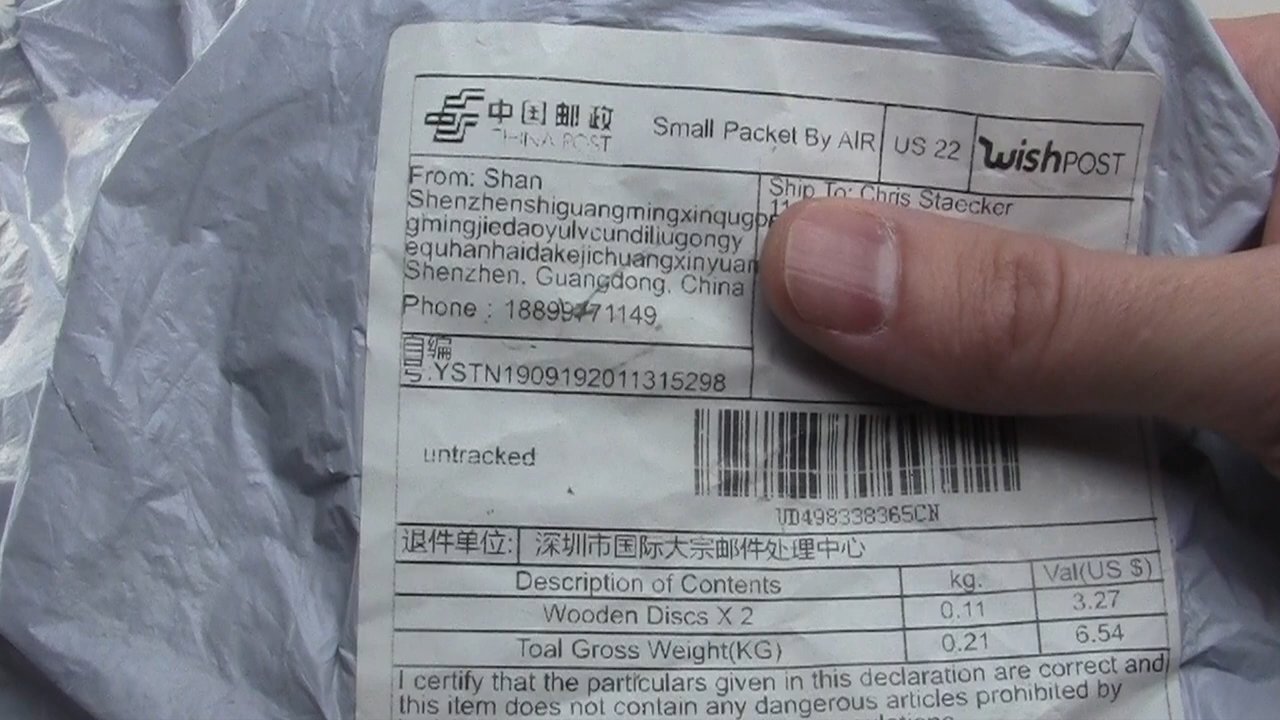 中国邮政
CHINA POST
Small Packet By AIR
US 22
wishPOST
From: Shan
Shenzhenshiguangmingxinqugo
gmingjiedaoyulvcundiliugongy
equhanhaidakejichuangxinyuan
Shenzhen, Guangdong, China
Phone : 18899771149
Ship To: Chris Staecker
11
自编
号:YSTN1909192011315298
untracked
UD498338365CN
退件单位: 深圳市国际大宗邮件处理中心
Description of Contents kg. Val(US $)
Wooden Discs X 2 0.11 3.27
Toal Gross Weight(KG) 0.21 6.54
I certify that the particulars given in this declaration are correct and
this item does not contain any dangerous articles prohibited by